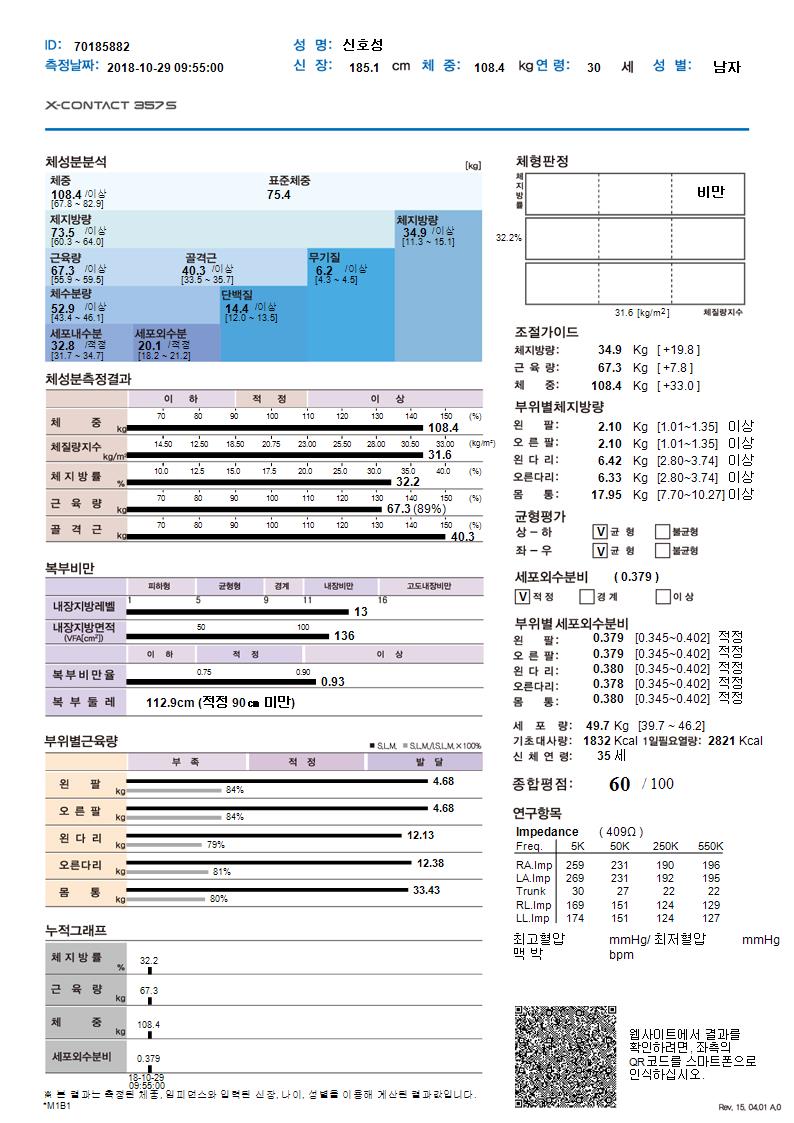 ID: 70185882 성 명: 신호성
측정날짜: 2018-10-29 09:55:00 신 장: 185.1 cm 체 중: 108.4 kg 연 령: 30 세 성 별: 남자
X-CONTACT 357S
체성분분석 [kg]
체중 표준체중
108.4 /이상 75.4
[67.8 ~ 82.9]
제지방량 체지방량
73.5 /이상 34.9 /이상
[60.3 ~ 64.0] [11.3 ~ 15.1]
근육량 골격근 무기질
67.3 /이상 40.3 /이상 6.2 /이상
[55.9 ~ 59.5] [33.5 ~ 35.7] [4.3 ~ 4.5]
체수분량 단백질
52.9 /이상 14.4 /이상
[43.4 ~ 46.1] [12.0 ~ 13.5]
세포내수분 세포외수분
32.8 /적정 20.1 /적정
[31.7 ~ 34.7] [18.2 ~ 21.2]
체성분측정결과
이 하 적 정 이 상
70 80 90 100 110 120 130 140 150 (%)
체 중 kg 108.4
14.50 12.50 18.50 20.75 23.00 25.50 28.00 30.50 33.00 (kg/m²)
체질량지수 kg/m² 31.6
10.0 12.5 15.0 17.5 20.0 25.0 30.0 35.0 40.0 (%)
체 지 방 률 % 32.2
70 80 90 100 110 120 130 140 150 (%)
근 육 량 kg 67.3 (89%)
70 80 90 100 110 120 130 140 150 (%)
골 격 근 kg 40.3
복부비만
피하형 균형형 경계 내장비만 고도내장비만
1 5 9 11 16
내장지방레벨 13
50 100
내장지방면적 (VFA[cm²]) 136
이 하 적 정 이 상
0.75 0.90
복부비만율 0.93
복 부 둘 레 112.9cm (적정 90㎝ 미만)
부위별근육량 ■ S.L.M. ■ S.L.M./I.S.L.M.×100%
부 족 적 정 발 달
왼 팔 kg 4.68
84%
오 른 팔 kg 4.68
84%
왼 다 리 kg 12.13
79%
오른다리 kg 12.38
81%
몸 통 kg 33.43
80%
누적그래프
체 지 방 률 % 32.2
근 육 량 kg 67.3
체 중 kg 108.4
세포외수분비 0.379
18-10-29
09:55:00
※ 본 결과는 측정된 체중, 임피던스와 입력된 신장, 나이, 성별을 이용해 계산된 결과값입니다.
*M1B1
체형판정
체지방률
비만
32.2%
31.6 [kg/m²] 체질량지수
조절가이드
체지방량: 34.9 Kg [ +19.8 ]
근 육 량: 67.3 Kg [ +7.8 ]
체 중: 108.4 Kg [ +33.0 ]
부위별체지방량
왼 팔: 2.10 Kg [1.01~1.35] 이상
오 른 팔: 2.10 Kg [1.01~1.35] 이상
왼 다 리: 6.42 Kg [2.80~3.74] 이상
오른다리: 6.33 Kg [2.80~3.74] 이상
몸 통: 17.95 Kg [7.70~10.27] 이상
균형평가
상 – 하 V 균 형 불균형
좌 – 우 V 균 형 불균형
세포외수분비 ( 0.379 )
V 적 정 경 계 이 상
부위별 세포외수분비
왼 팔: 0.379 [0.345~0.402] 적정
오 른 팔: 0.379 [0.345~0.402] 적정
왼 다 리: 0.380 [0.345~0.402] 적정
오른다리: 0.378 [0.345~0.402] 적정
몸 통: 0.380 [0.345~0.402] 적정
세 포 량: 49.7 Kg [39.7 ~ 46.2]
기초대사량: 1832 Kcal 1일필요열량: 2821 Kcal
신 체 연 령: 35 세
종합평점: 60 / 100
연구항목
Impedance ( 409Ω )
Freq. 5K 50K 250K 550K
RA.Imp 259 231 190 196
LA.Imp 269 231 192 195
Trunk 30 27 22 22
RL.Imp 169 151 124 129
LL.Imp 174 151 124 127
최고혈압 mmHg/ 최저혈압 mmHg
맥 박 bpm
웹사이트에서 결과를
확인하려면, 좌측의
QR코드를 스마트폰으로
인식하십시오.
Rev, 15, 04,01 A,0